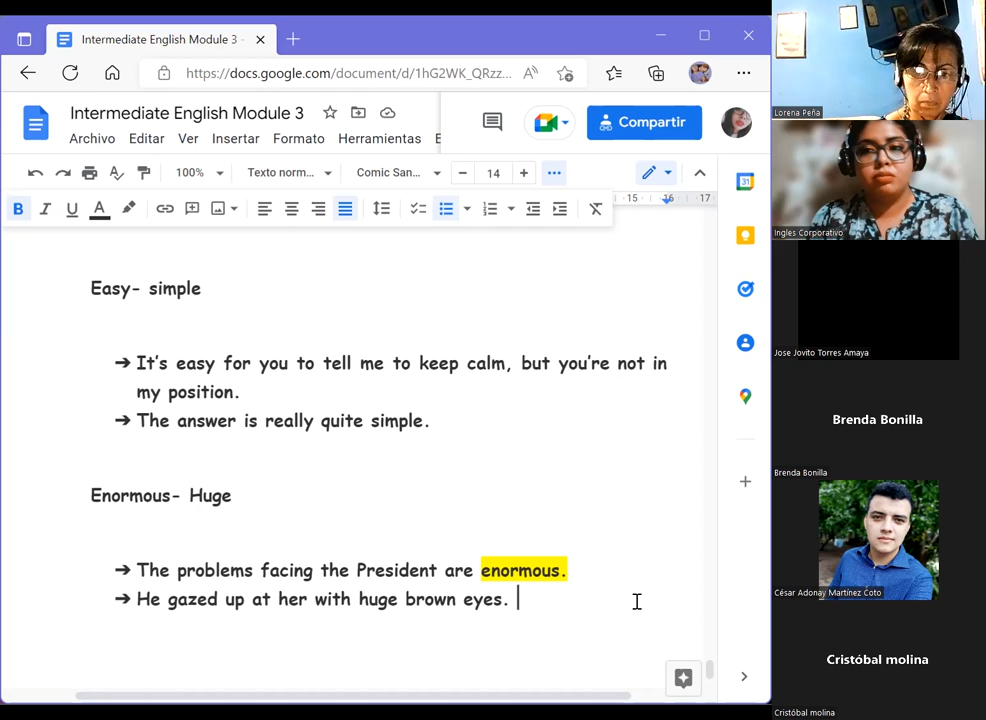 Intermediate English Module 3 -
https://docs.google.com/document/d/1hG2WK_QRzz...
Intermediate English Module 3
Archivo Editar Ver Insertar Formato Herramientas E
Compartir
100% Texto norm... Comic San... 14
15 16 17
Easy- simple
➔ It's easy for you to tell me to keep calm, but you're not in
my position.
➔ The answer is really quite simple.
Enormous- Huge
➔ The problems facing the President are enormous.
➔ He gazed up at her with huge brown eyes.
Lorena Peña
Ingles Corporativo
Jose Jovito Torres Amaya
Brenda Bonilla
Brenda Bonilla
César Adonay Martínez Coto
Cristóbal molina
Cristóbal molina